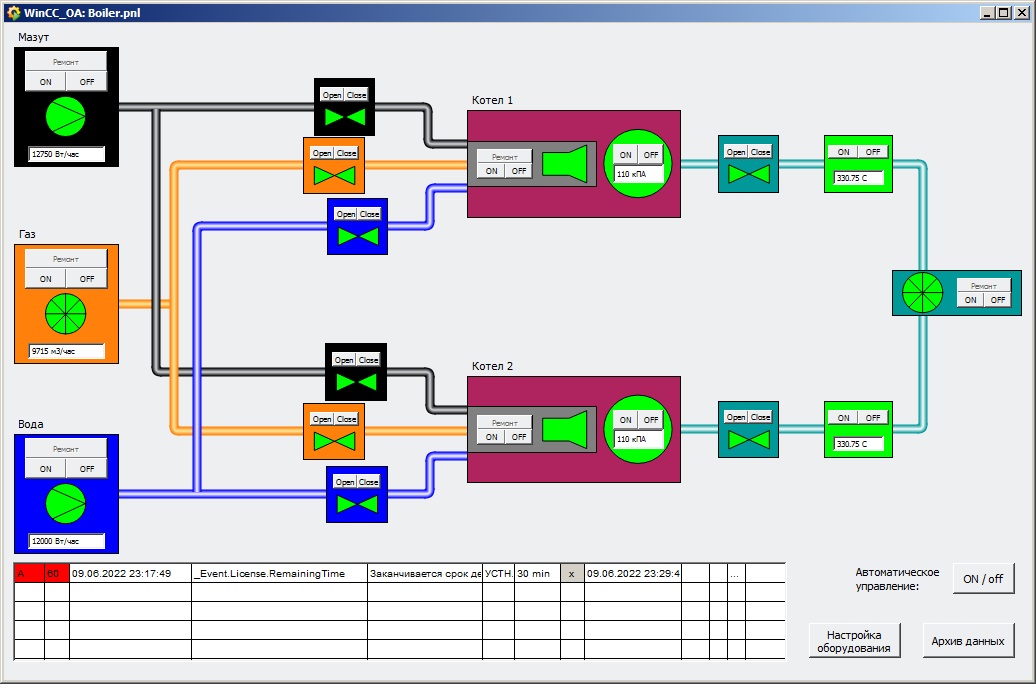 WinCC_OA: Boiler.pnl
Мазут
Ремонт
ON OFF
12750 Вт/час
Open Close
Open Close
Open Close
Котел 1
Ремонт
ON OFF
ON OFF
110 кПА
Open Close
ON OFF
330.75 C
Газ
Ремонт
ON OFF
9715 м3/час
Ремонт
ON OFF
Open Close
Open Close
Open Close
Котел 2
Ремонт
ON OFF
ON OFF
110 кПА
Open Close
ON OFF
330.75 C
Вода
Ремонт
ON OFF
12000 Вт/час
A 60 09.06.2022 23:17:49 _Event.License.RemainingTime Заканчивается срок де УСТН. 30 min x 09.06.2022 23:29:4 ...
Автоматическое
управление:
ON / off
Настройка
оборудования
Архив данных